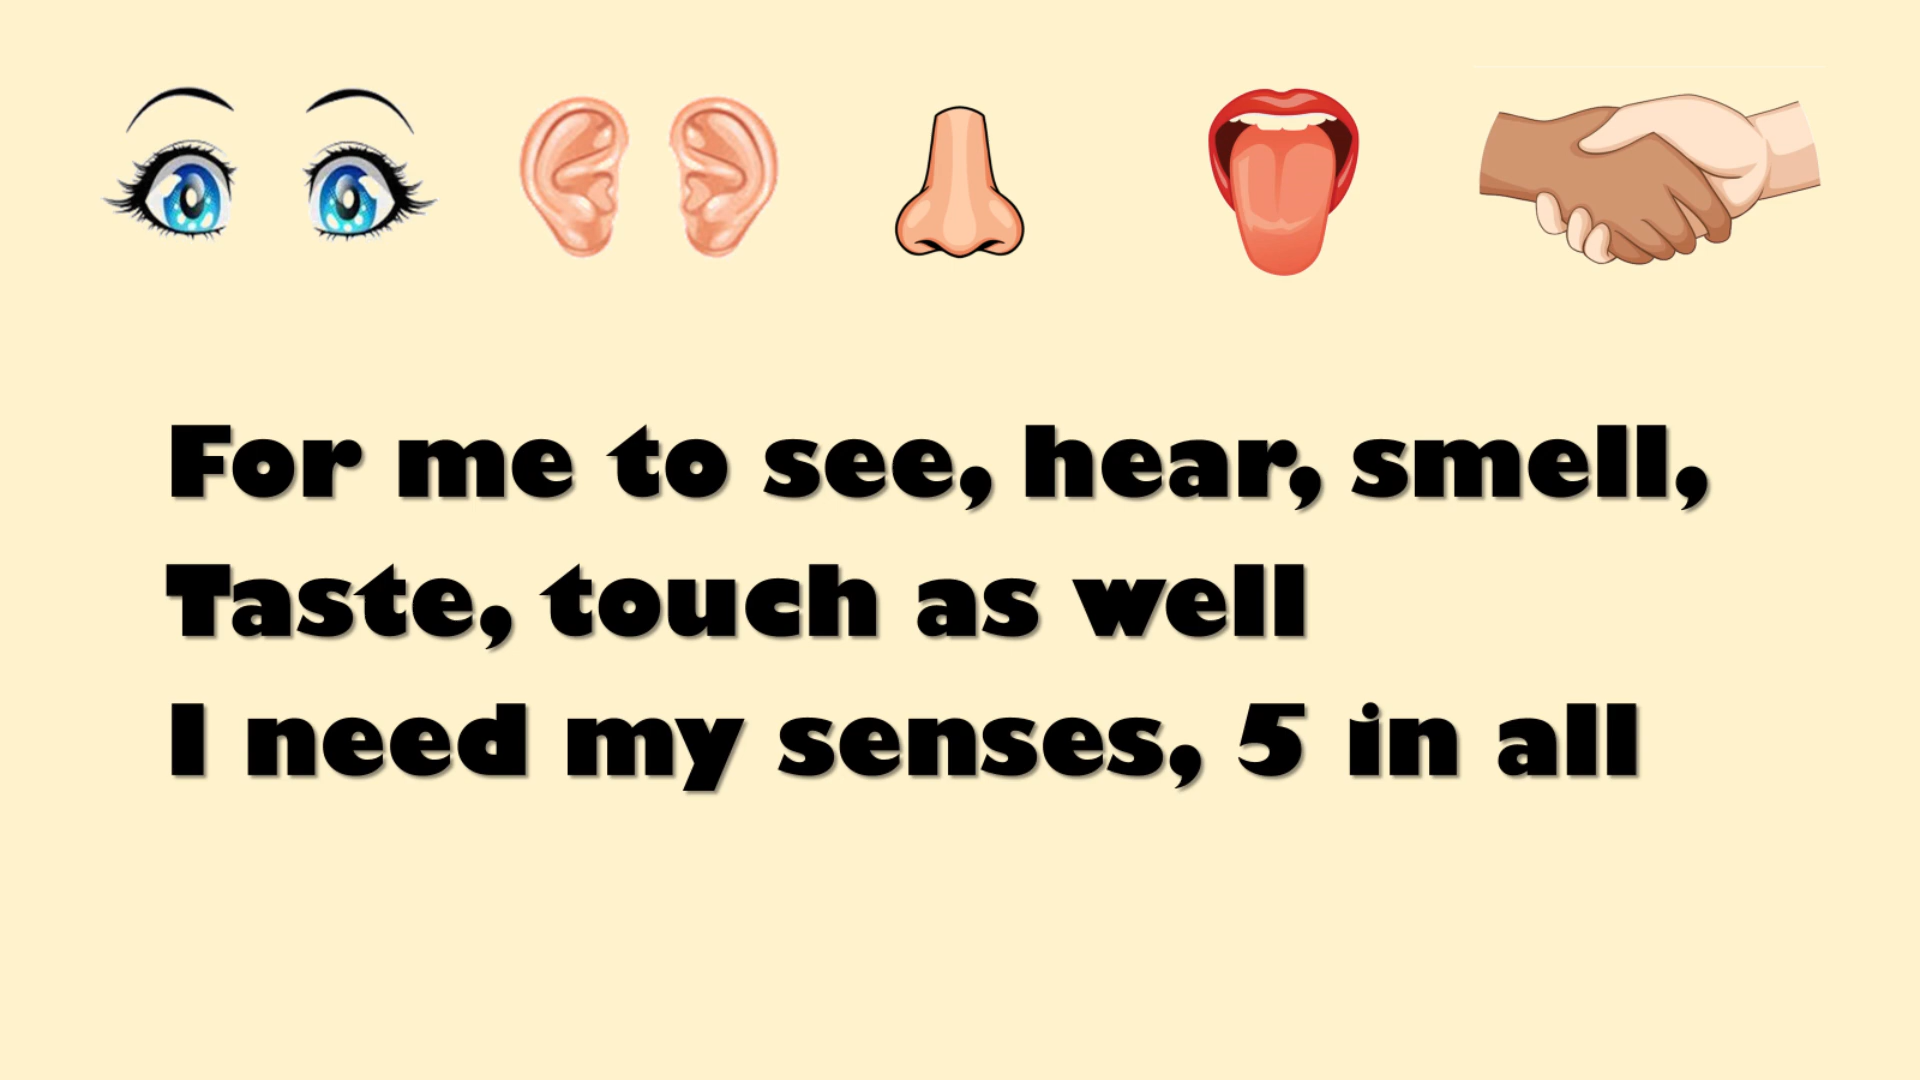 For me to see, hear, smell,
Taste, touch as well
I need my senses, 5 in all